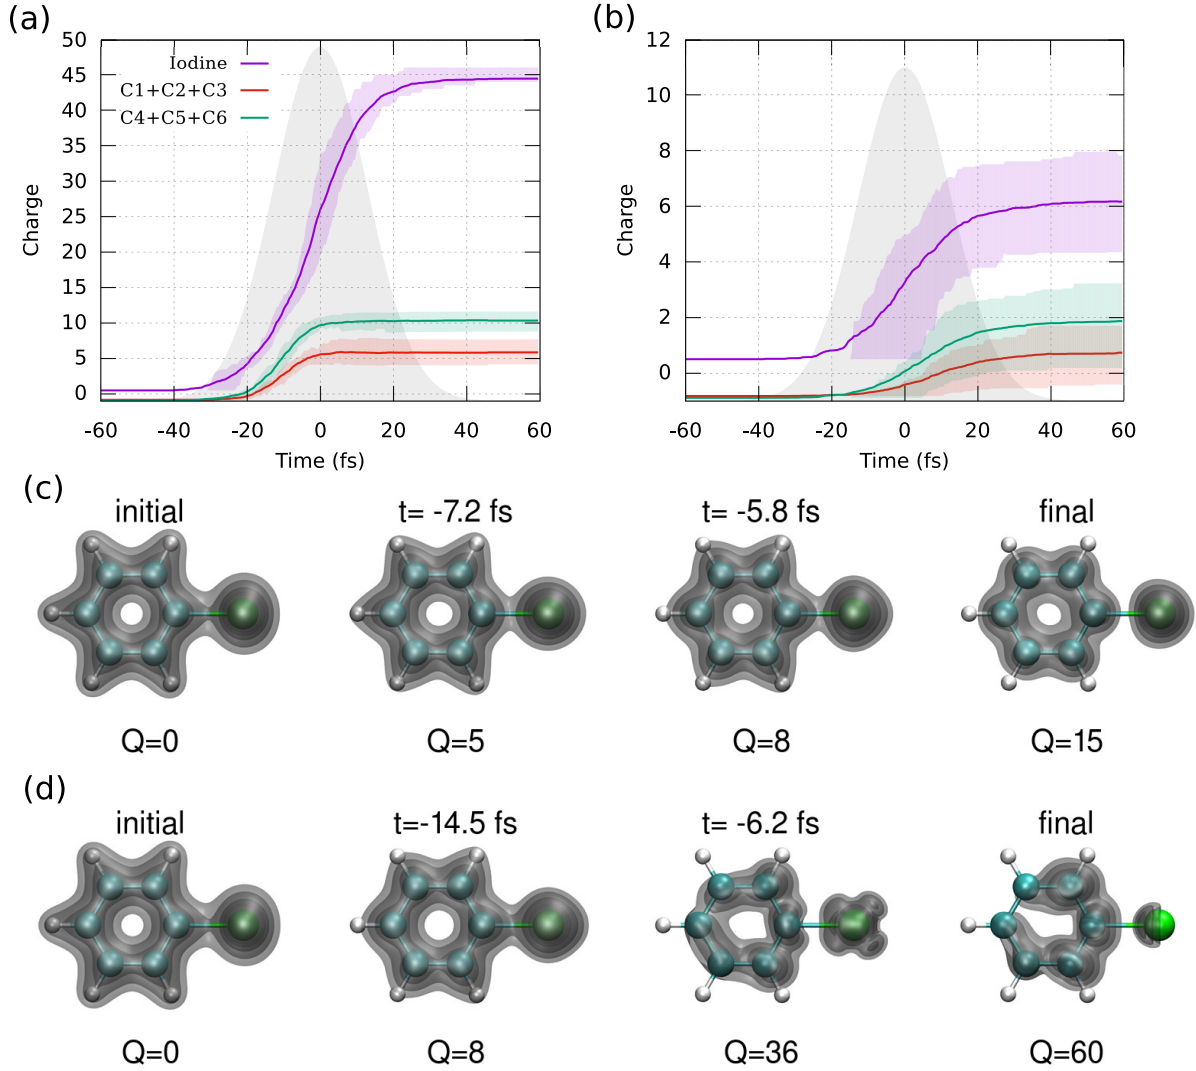 (a)
50
45
40
35
30
25
20
15
10
5
0
Charge
Iodine
C1+C2+C3
C4+C5+C6
-60 -40 -20 0 20 40 60
Time (fs)
(b)
12
10
8
6
4
2
0
Charge
-60 -40 -20 0 20 40 60
Time (fs)
(c)
initial t= -7.2 fs t= -5.8 fs final
Q=0 Q=5 Q=8 Q=15
(d)
initial t=-14.5 fs t= -6.2 fs final
Q=0 Q=8 Q=36 Q=60